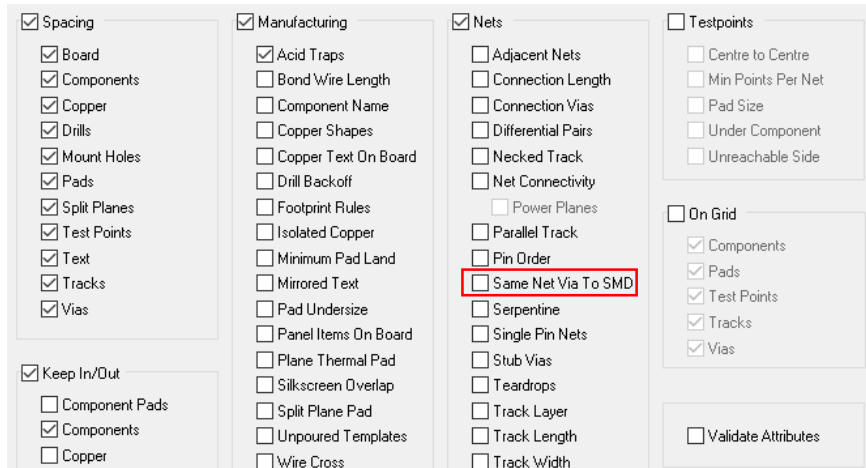 Spacing
Board
Components
Copper
Drills
Mount Holes
Pads
Split Planes
Test Points
Text
Tracks
Vias
Keep In/Out
Component Pads
Components
Copper
Manufacturing
Acid Traps
Bond Wire Length
Component Name
Copper Shapes
Copper Text On Board
Drill Backoff
Footprint Rules
Isolated Copper
Minimum Pad Land
Mirrored Text
Pad Undersize
Panel Items On Board
Plane Thermal Pad
Silkscreen Overlap
Split Plane Pad
Unpoured Templates
Wire Cross
Nets
Adjacent Nets
Connection Length
Connection Vias
Differential Pairs
Necked Track
Net Connectivity
Power Planes
Parallel Track
Pin Order
Same Net Via To SMD
Serpentine
Single Pin Nets
Stub Vias
Teardrops
Track Layer
Track Length
Track Width
Testpoints
Centre to Centre
Min Points Per Net
Pad Size
Under Component
Unreachable Side
On Grid
Components
Pads
Test Points
Tracks
Vias
Validate Attributes